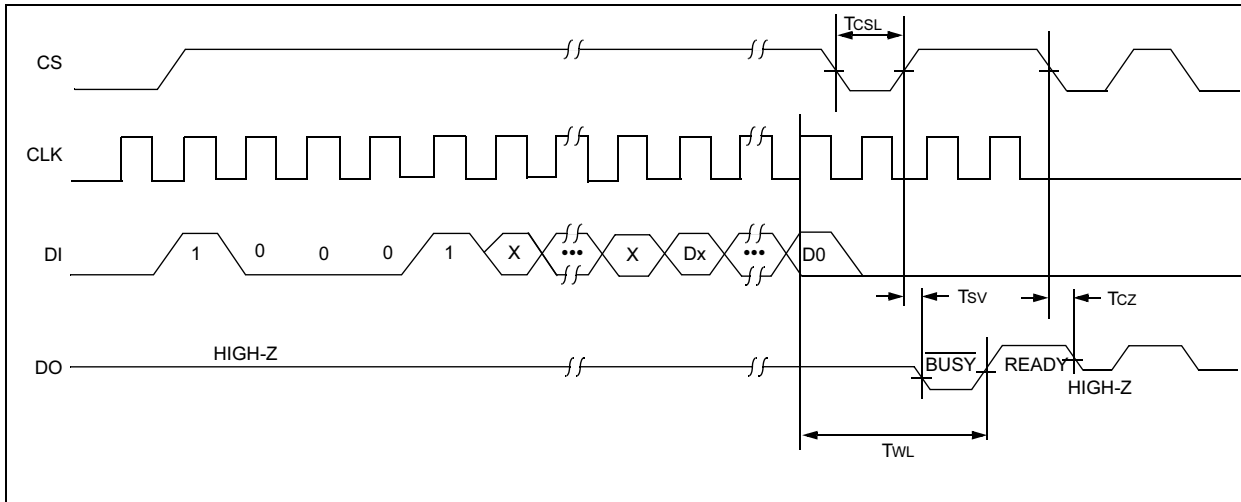 TCSL
CS
CLK
DI 1 0 0 0 1 X ••• X Dx ••• D0
TSV TCZ
HIGH-Z
DO BUSY READY
HIGH-Z
TWL